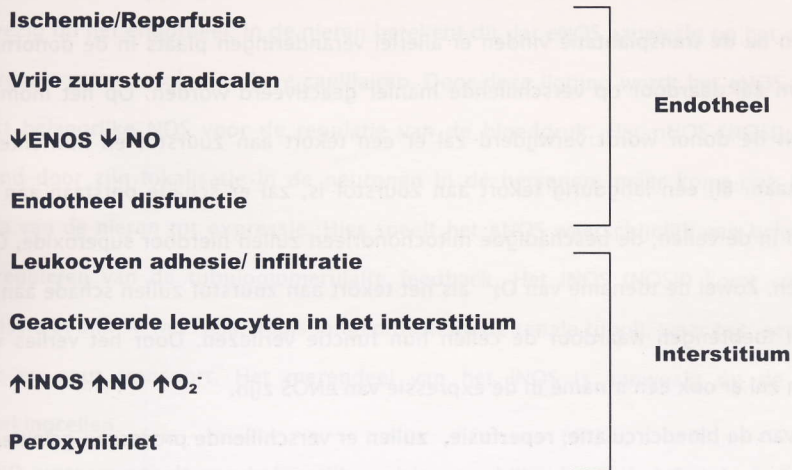 Ischemie/Reperfusie
Vrije zuurstof radicalen
↓ENOS ↓ NO
Endotheel disfunctie
Endotheel
Leukocyten adhesie/ infiltratie
Geactiveerde leukocyten in het interstitium
↑iNOS ↑NO ↑O₂⁻
Peroxynitriet
Interstitium